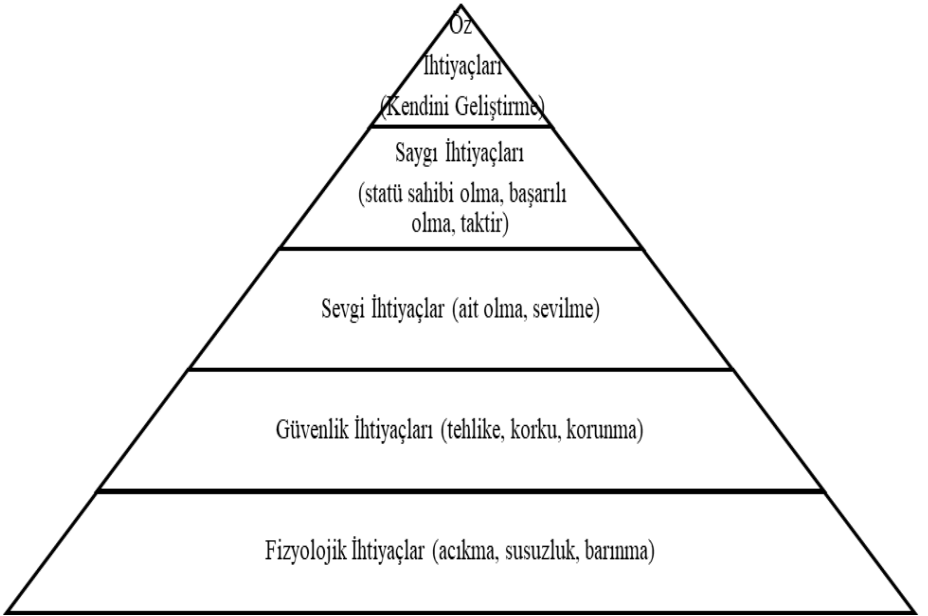 Öz
İhtiyaçları
(Kendini Geliştirme)
Saygı İhtiyaçları
(statü sahibi olma, başarılı
olma, taktir)
Sevgi İhtiyaçlar (ait olma, sevilme)
Güvenlik İhtiyaçları (tehlike, korku, korunma)
Fizyolojik İhtiyaçlar (acıkma, susuzluk, barınma)